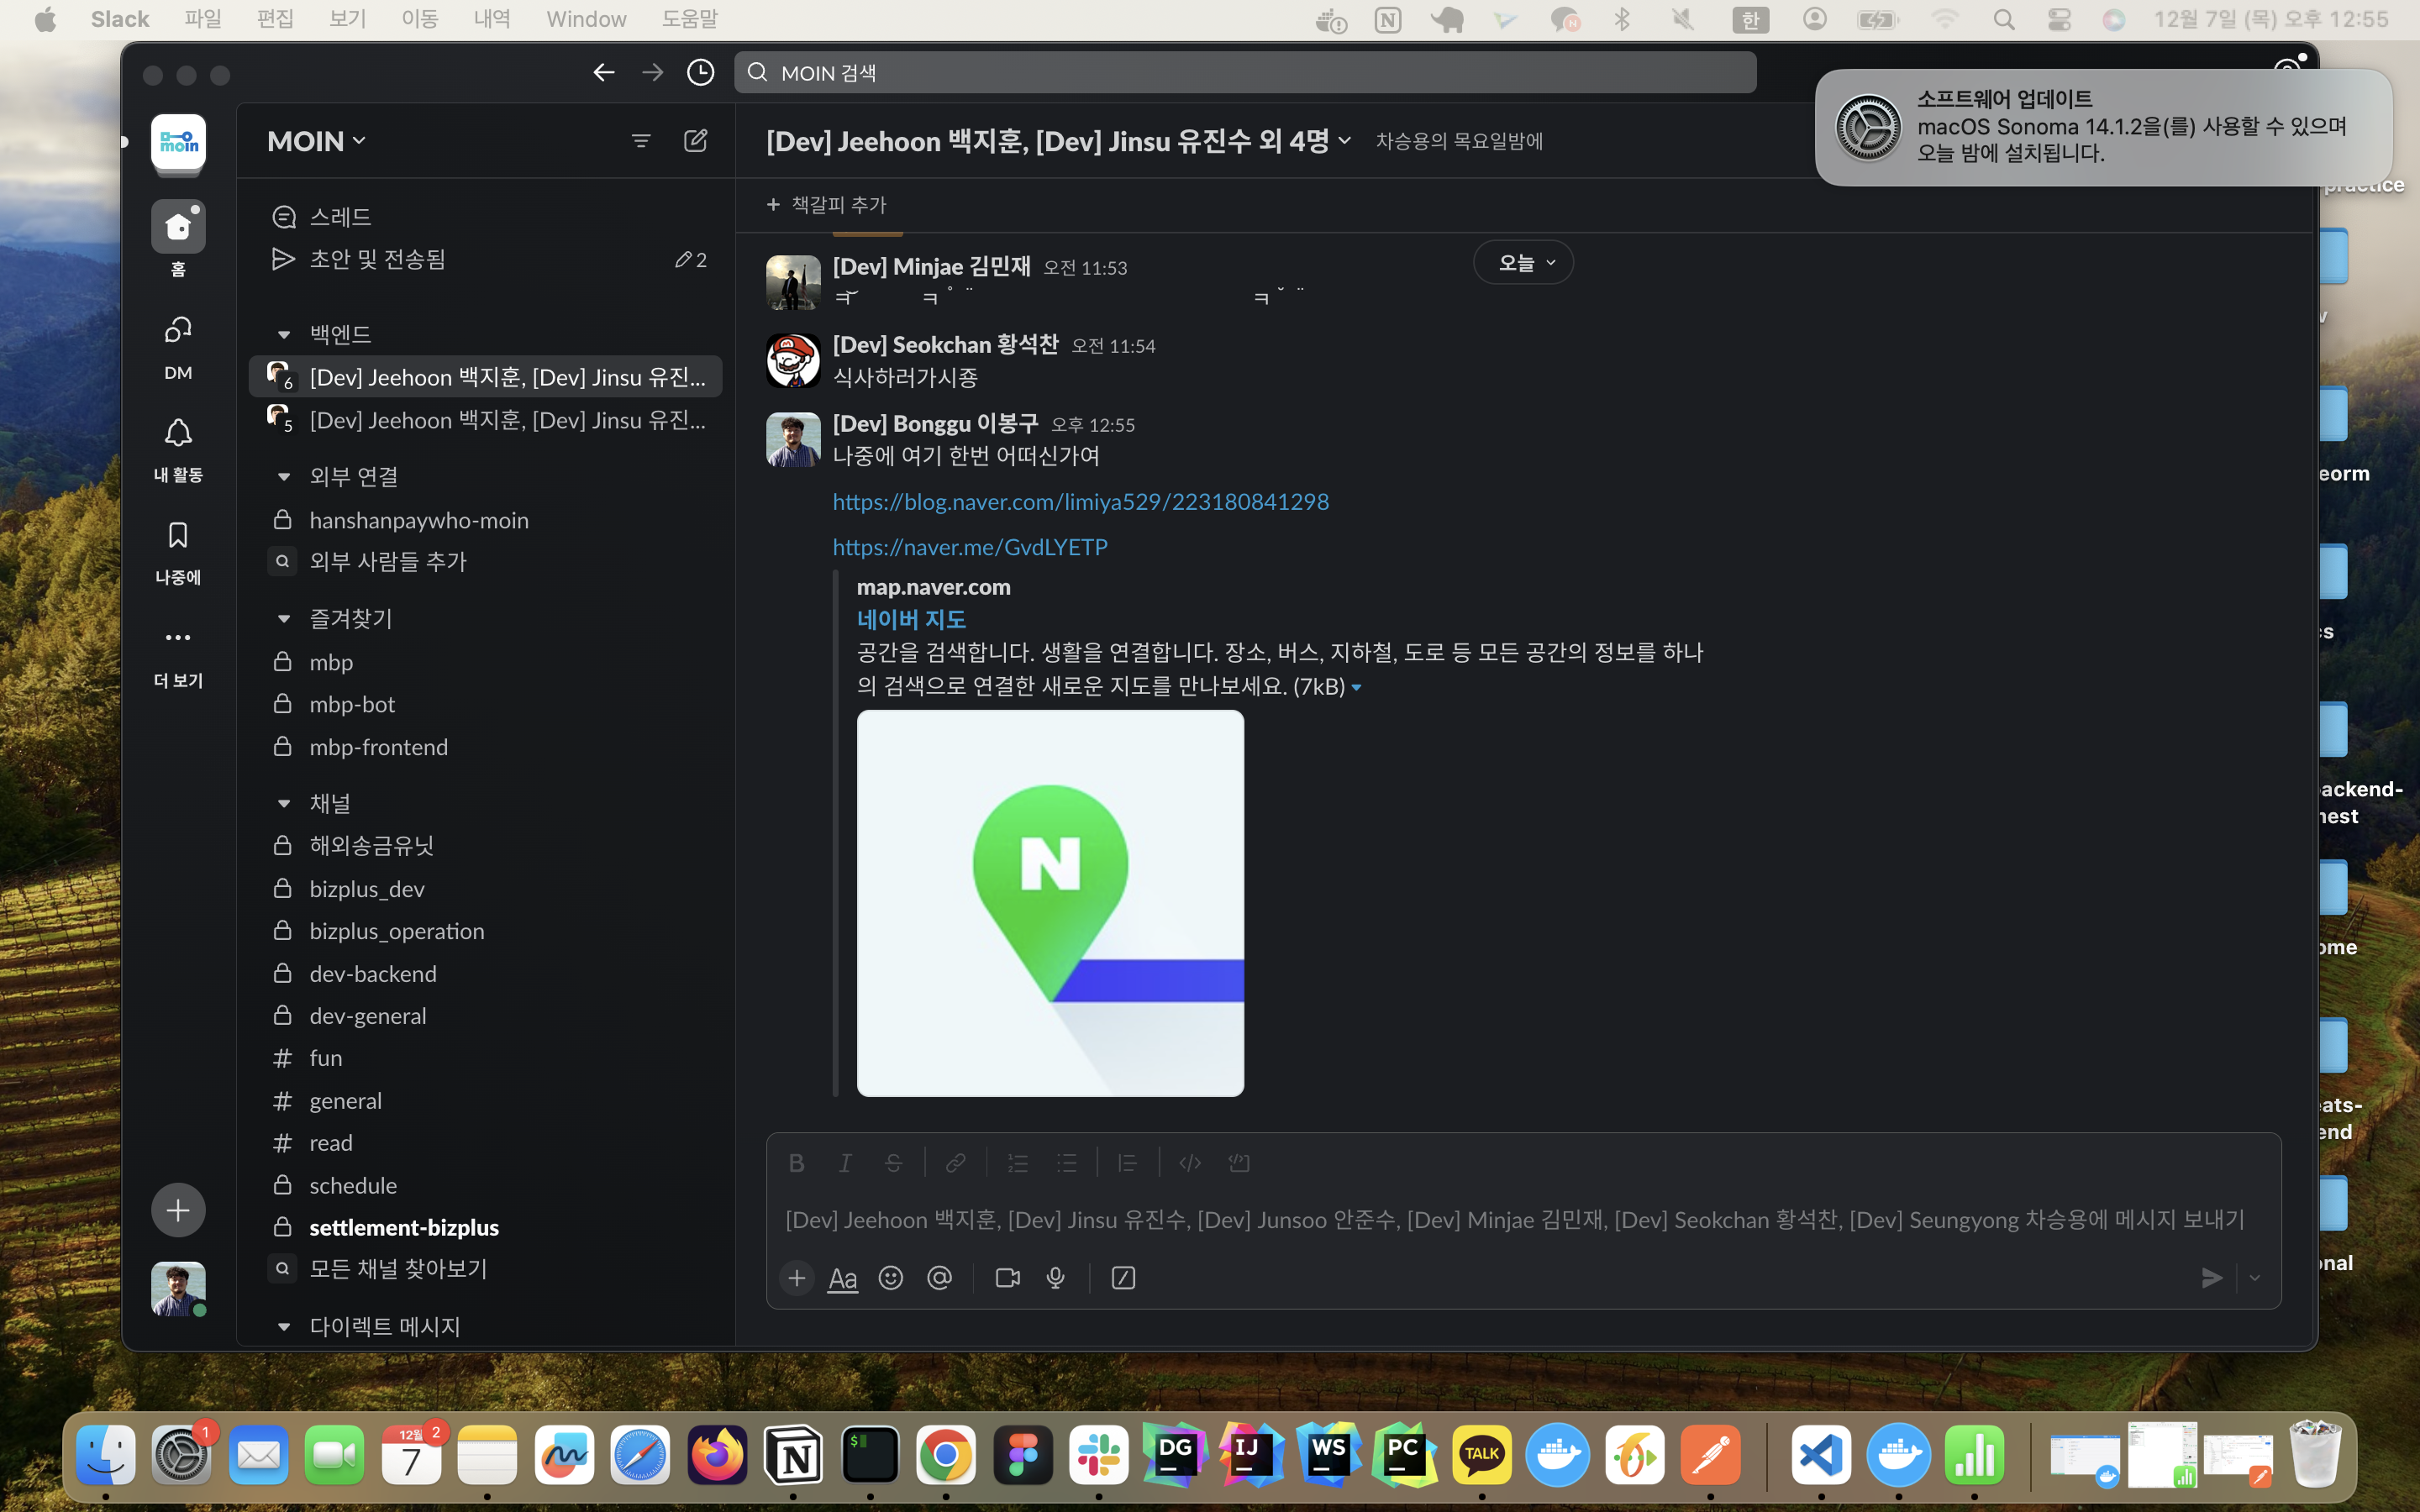 Slack 파일 편집 보기 이동 내역 Window 도움말 한 12월 7일 (목) 오후 12:55
MOIN 검색
소프트웨어 업데이트
macOS Sonoma 14.1.2을(를) 사용할 수 있으며
오늘 밤에 설치됩니다.
moin
홈
DM
내 활동
나중에
더 보기
MOIN
스레드
초안 및 전송됨 2
백엔드
6 [Dev] Jeehoon 백지훈, [Dev] Jinsu 유진...
5 [Dev] Jeehoon 백지훈, [Dev] Jinsu 유진...
외부 연결
hanshanpaywho-moin
외부 사람들 추가
즐겨찾기
mbp
mbp-bot
mbp-frontend
채널
해외송금유닛
bizplus_dev
bizplus_operation
dev-backend
dev-general
# fun
# general
# read
schedule
settlement-bizplus
모든 채널 찾아보기
다이렉트 메시지
[Dev] Jeehoon 백지훈, [Dev] Jinsu 유진수 외 4명 차승용의 목요일밤에
+ 책갈피 추가
오늘
[Dev] Minjae 김민재 오전 11:53
[Dev] Seokchan 황석찬 오전 11:54
식사하러가시죵
[Dev] Bonggu 이봉구 오후 12:55
나중에 여기 한번 어떠신가여
https://blog.naver.com/limiya529/223180841298
https://naver.me/GvdLYETP
map.naver.com
네이버 지도
공간을 검색합니다. 생활을 연결합니다. 장소, 버스, 지하철, 도로 등 모든 공간의 정보를 하나
의 검색으로 연결한 새로운 지도를 만나보세요. (7kB)
N
[Dev] Jeehoon 백지훈, [Dev] Jinsu 유진수, [Dev] Junsoo 안준수, [Dev] Minjae 김민재, [Dev] Seokchan 황석찬, [Dev] Seungyong 차승용에 메시지 보내기
Aa
practice
eorm
ackend-
nest
ome
eats-
end
onal
1
12월 2
7
$
DG
IJ
WS
PC
TALK